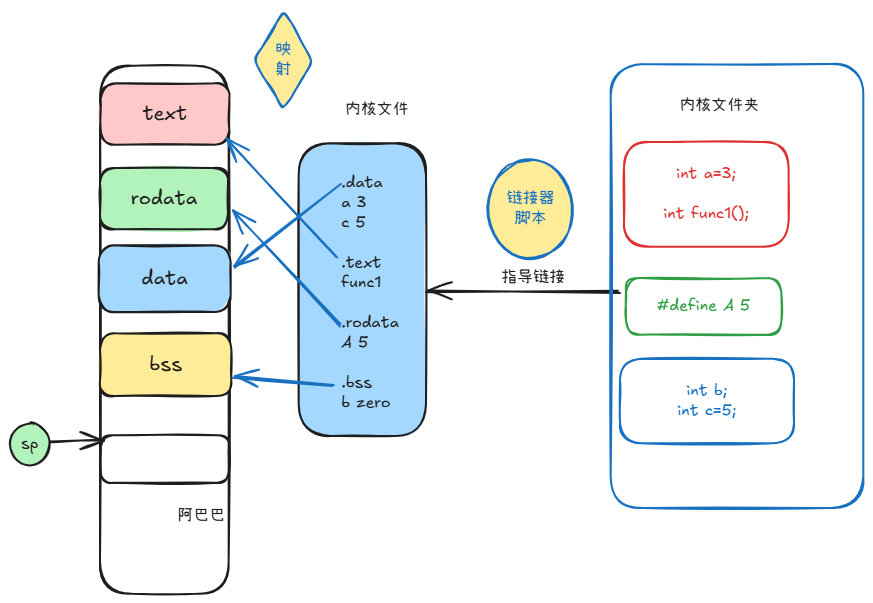 映
射
text
rodata
data
bss
sp
阿巴巴
内核文件
.data
a 3
c 5
.text
func1
.rodata
A 5
.bss
b zero
链接器
脚本
指导链接
内核文件夹
int a=3;
int func1();
#define A 5
int b;
int c=5;